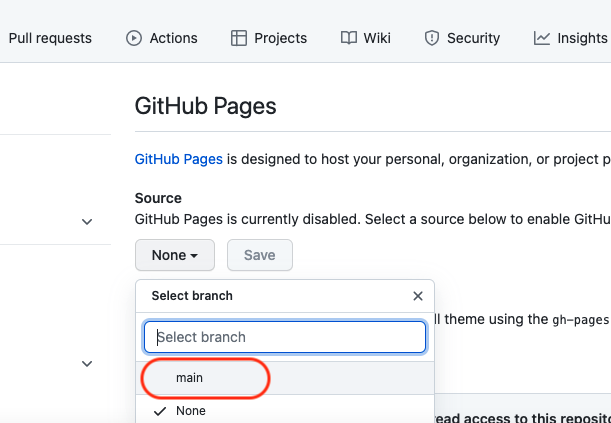 Pull requests Actions Projects Wiki Security Insights
GitHub Pages
GitHub Pages is designed to host your personal, organization, or project p
Source
GitHub Pages is currently disabled. Select a source below to enable GitHu
None Save
Select branch
ll theme using the gh-pages
Select branch
main
None
read access to this reposito